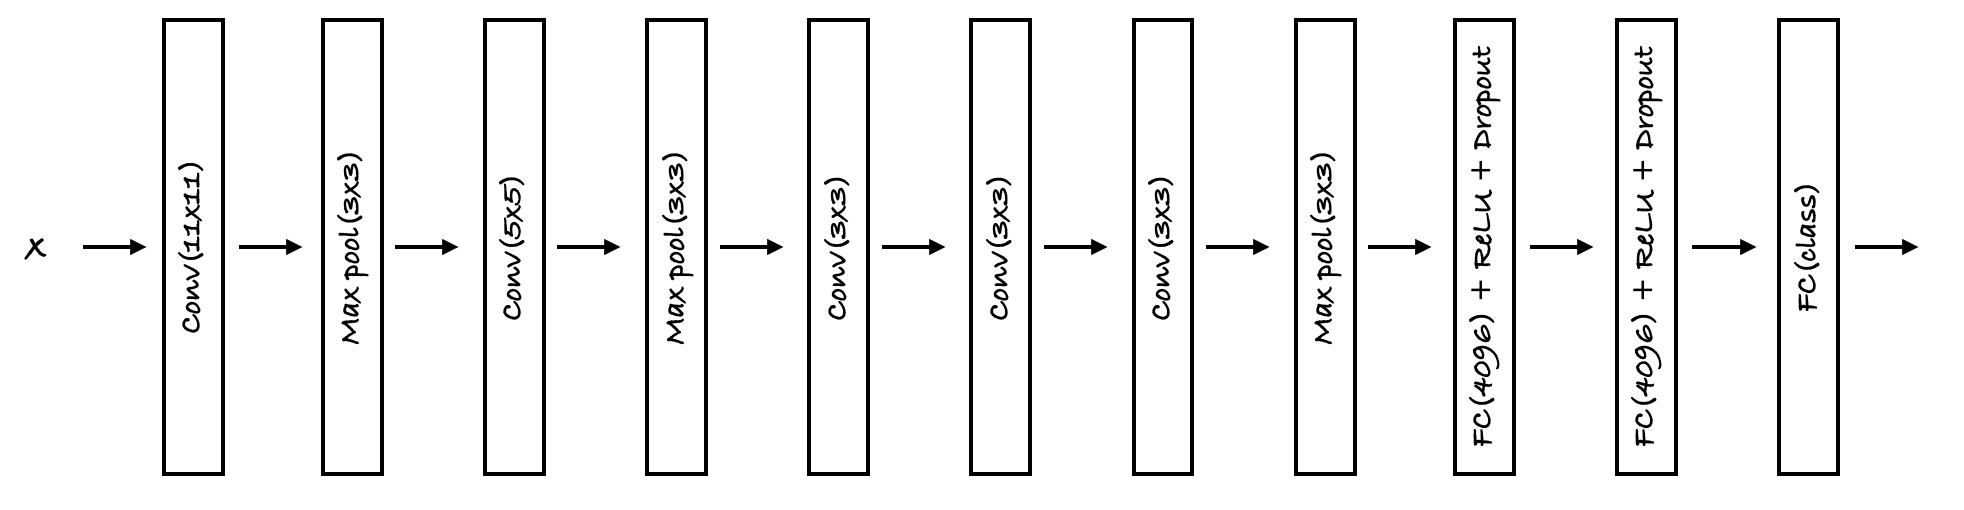 x
Conv(11x11)
Max pool(3x3)
Conv(5x5)
Max pool(3x3)
Conv(3x3)
Conv(3x3)
Conv(3x3)
Max pool(3x3)
FC(4096) + ReLU + Dropout
FC(4096) + ReLU + Dropout
FC(class)